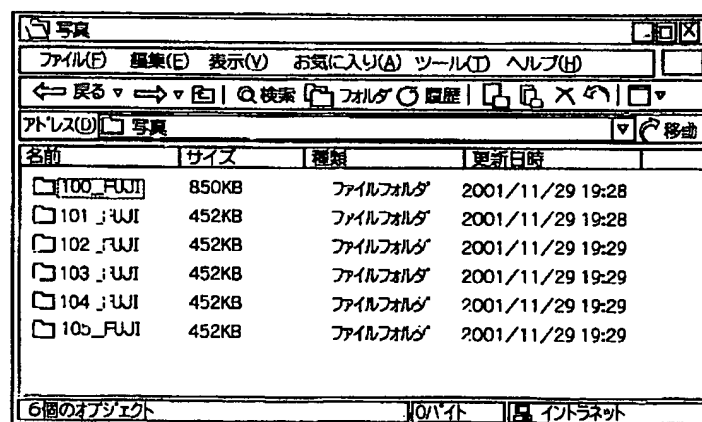 写真
ファイル(F) 編集(E) 表示(V) お気に入り(A) ツール(T) ヘルプ(H)
戻る 検索 フォルダ 履歴
アドレス(D) 写真 移動
名前 サイズ 種類 更新日時
100_FUJI 850KB ファイルフォルダ 2001/11/29 19:28
101_FUJI 452KB ファイルフォルダ 2001/11/29 19:28
102_FUJI 452KB ファイルフォルダ 2001/11/29 19:29
103_FUJI 452KB ファイルフォルダ 2001/11/29 19:29
104_FUJI 452KB ファイルフォルダ 2001/11/29 19:29
105_FUJI 452KB ファイルフォルダ 2001/11/29 19:29
6個のオブジェクト 0バイト イントラネット